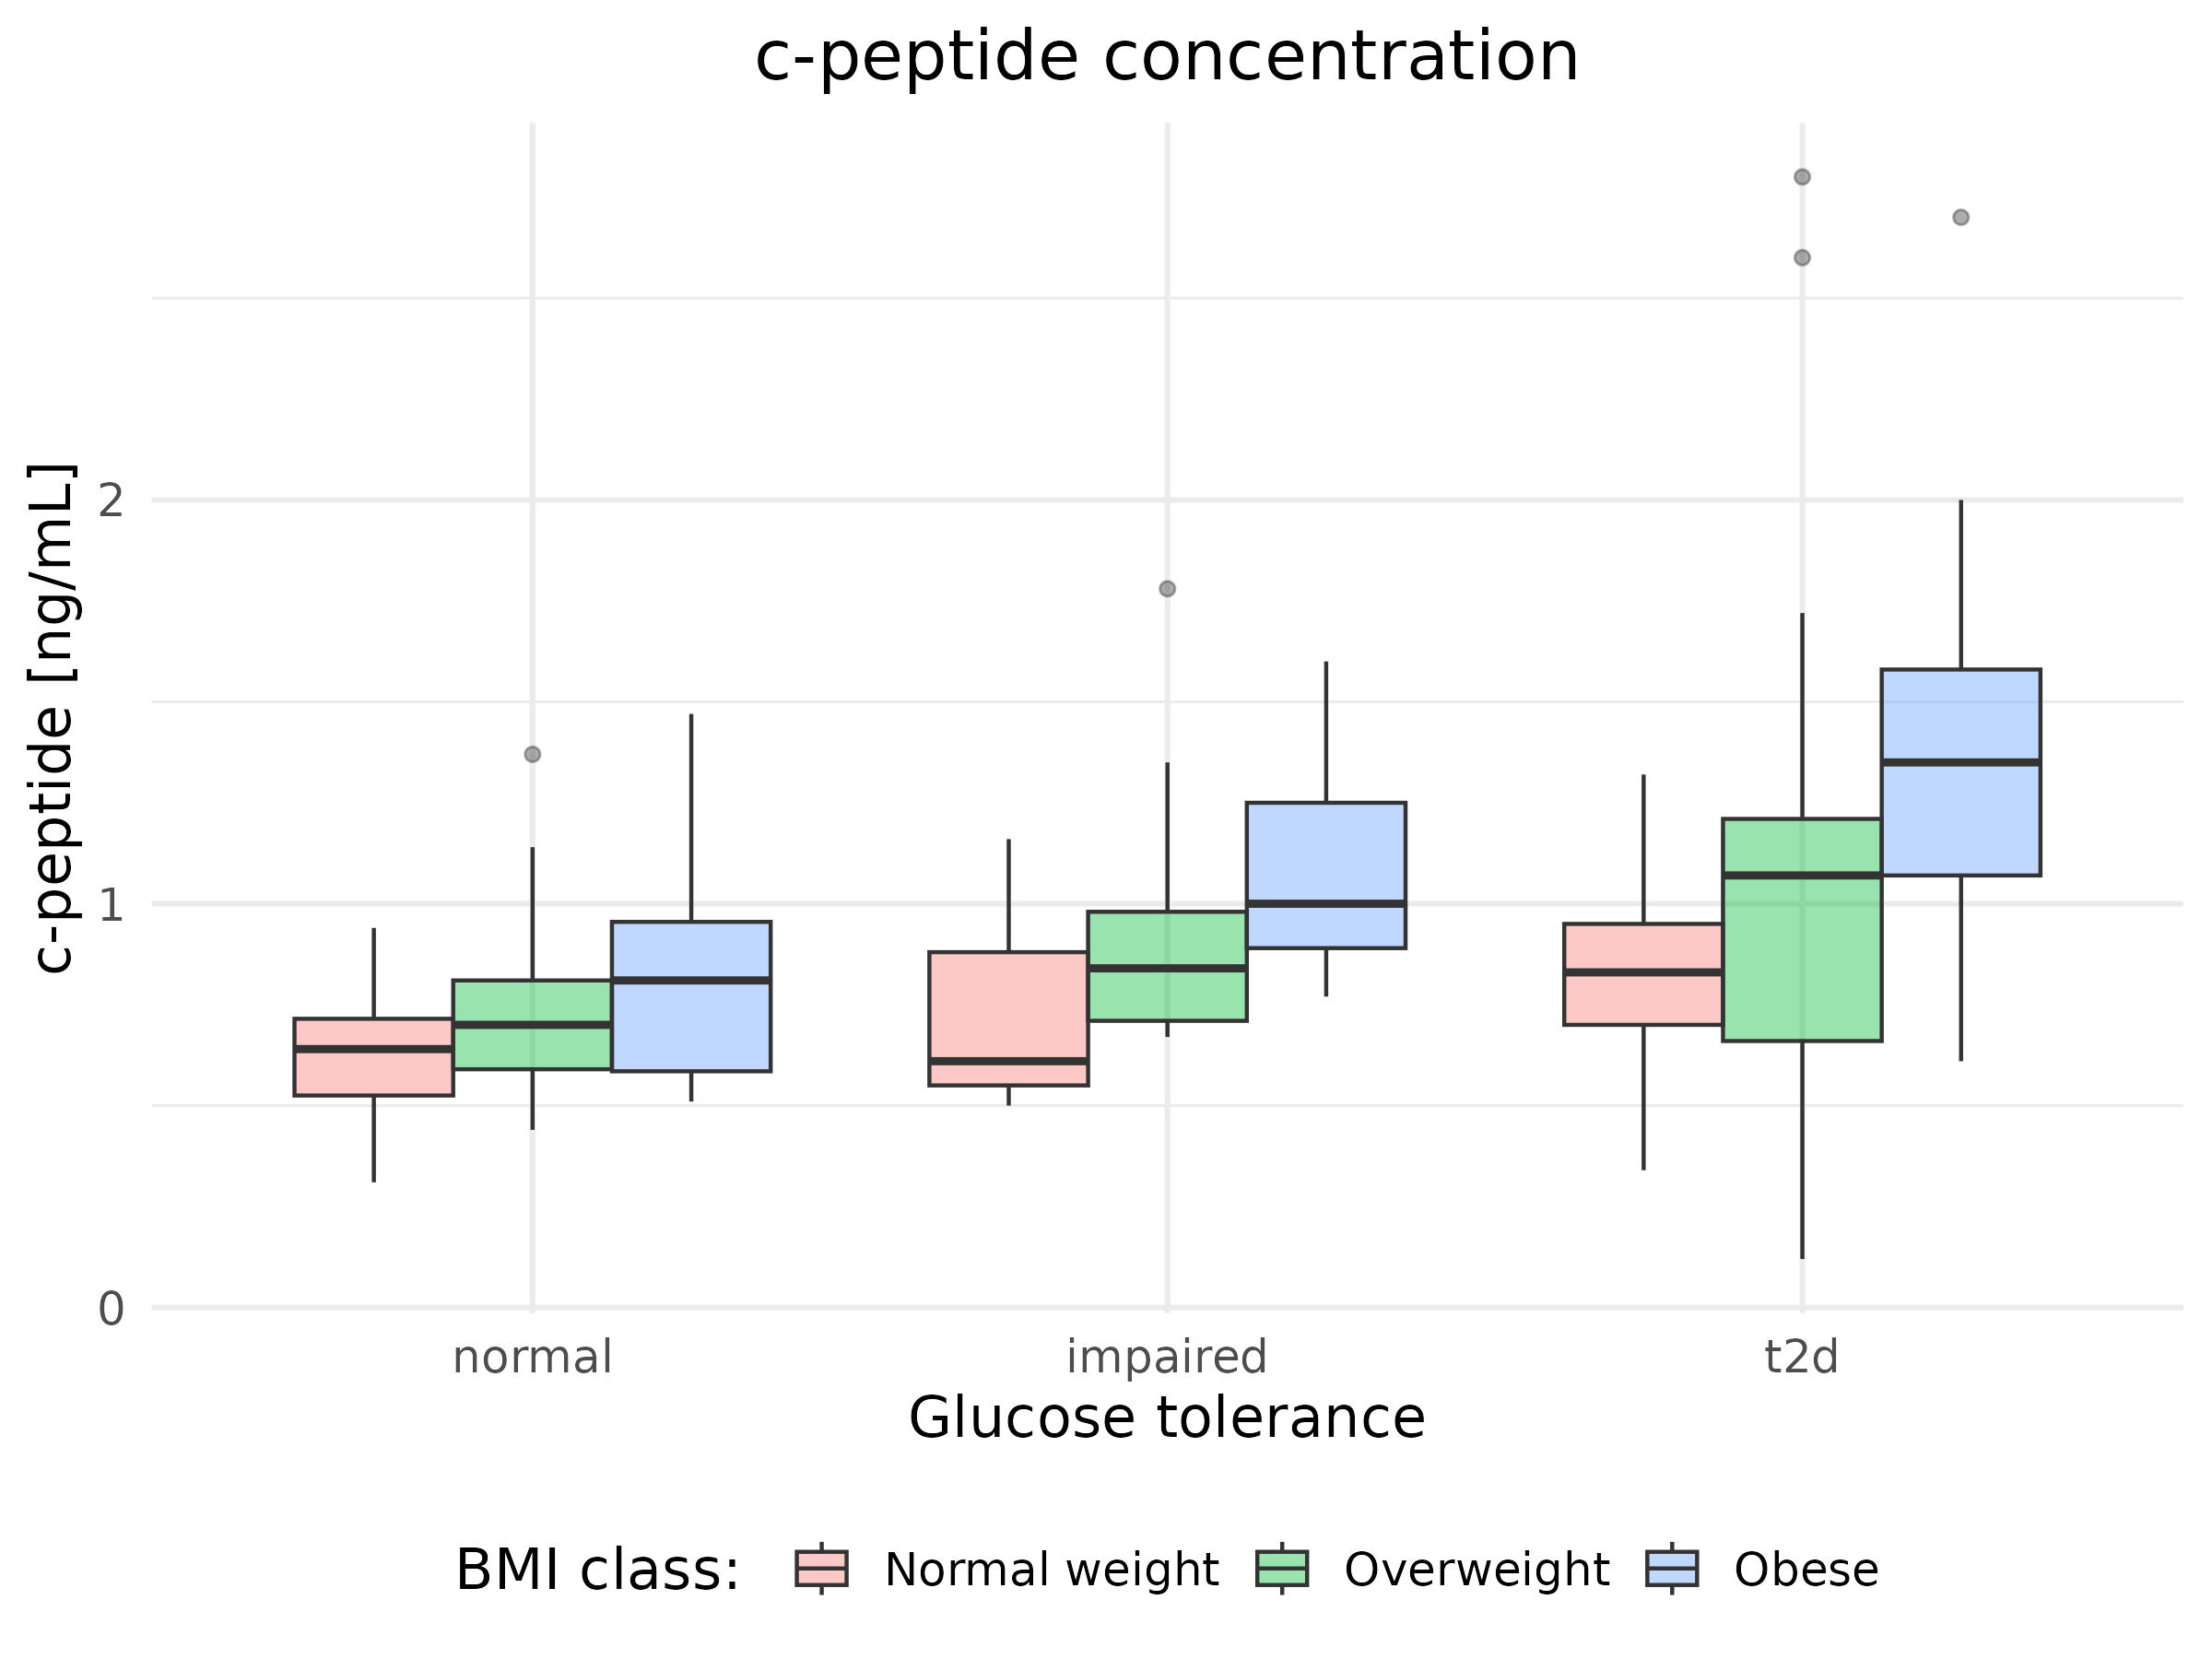 c-peptide concentration
c-peptide [ng/mL]
2
1
0
normal impaired t2d
Glucose tolerance
BMI class: Normal weight Overweight Obese